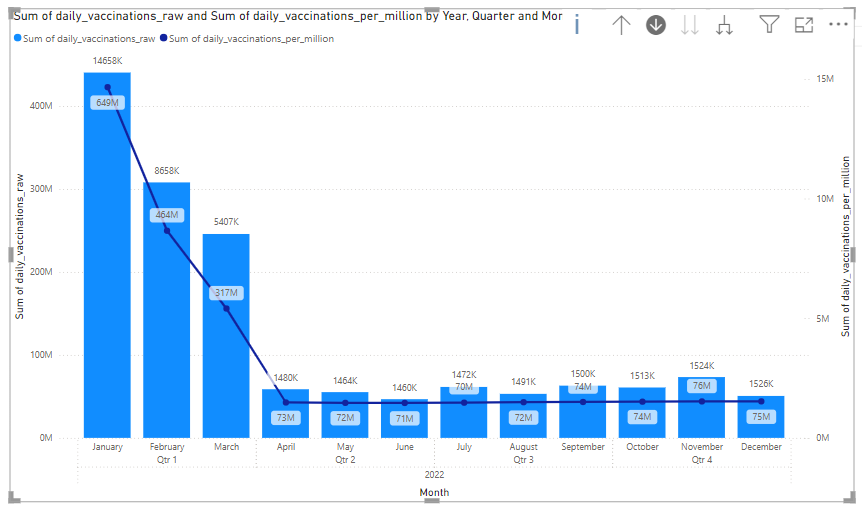 Sum of daily_vaccinations_raw and Sum of daily_vaccinations_per_million by Year, Quarter and Mor
Sum of daily_vaccinations_raw Sum of daily_vaccinations_per_million
14658K
15M
649M
400M
Sum of daily_vaccinations_raw
Sum of daily_vaccinations_per_million
8658K
300M
10M
464M
5407K
200M
317M
5M
100M
1480K
1464K
1460K
1472K
1491K
1500K
1513K
1524K
1526K
70M
74M
76M
73M
72M
71M
72M
74M
75M
0M
0M
January February March April May June July August September October November December
Qtr 1 Qtr 2 Qtr 3 Qtr 4
2022
Month